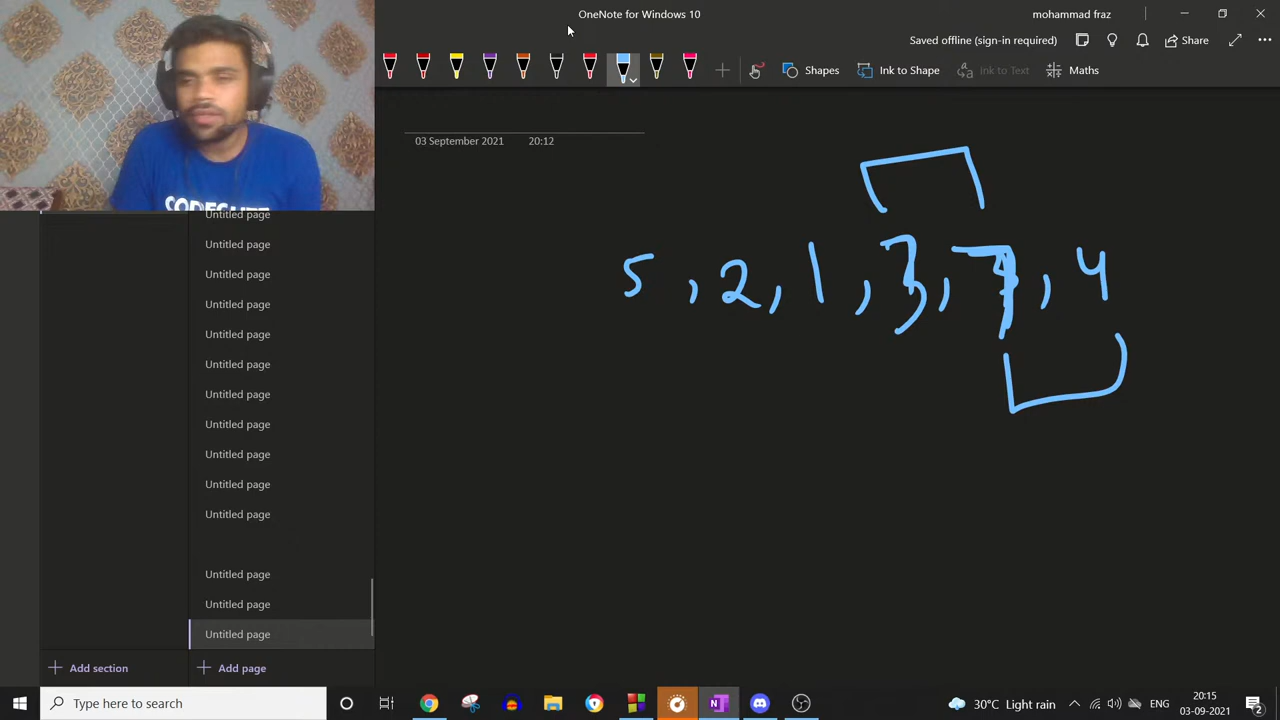 OneNote for Windows 10
mohammad fraz
Saved offline (sign-in required)
Share
Shapes
Ink to Shape
Ink to Text
Maths
03 September 2021 20:12
5 , 2 , 1 , 3 , 7 , 4
Untitled page
Untitled page
Untitled page
Untitled page
Untitled page
Untitled page
Untitled page
Untitled page
Untitled page
Untitled page
Untitled page
Untitled page
Untitled page
Untitled page
Add section
Add page
Type here to search
30°C Light rain
ENG
20:15
03-09-2021
2